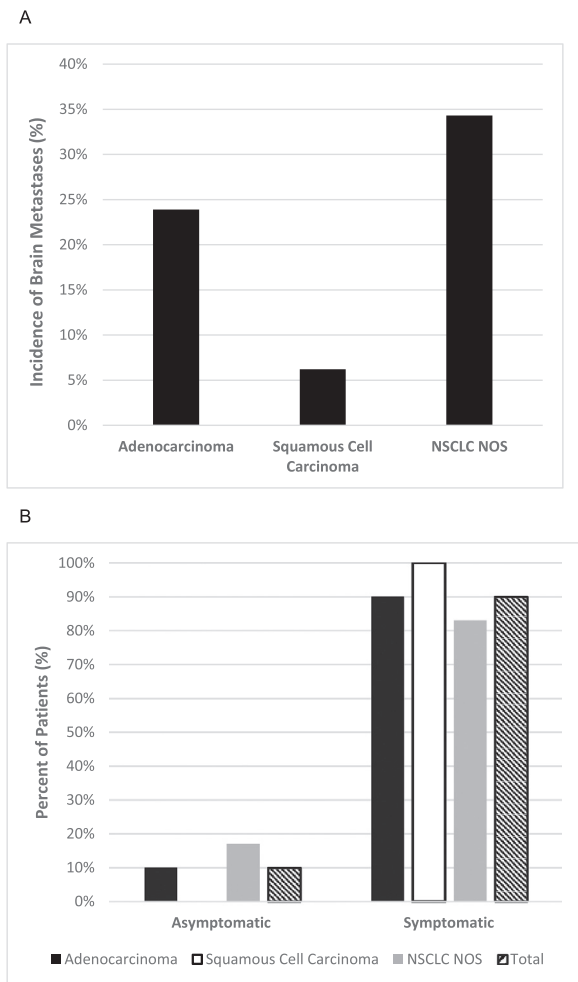 A
Incidence of Brain Metastases (%)
40%
35%
30%
25%
20%
15%
10%
5%
0%
Adenocarcinoma
Squamous Cell
Carcinoma
NSCLC NOS
B
Percent of Patients (%)
100%
90%
80%
70%
60%
50%
40%
30%
20%
10%
0%
Asymptomatic
Symptomatic
Adenocarcinoma
Squamous Cell Carcinoma
NSCLC NOS
Total